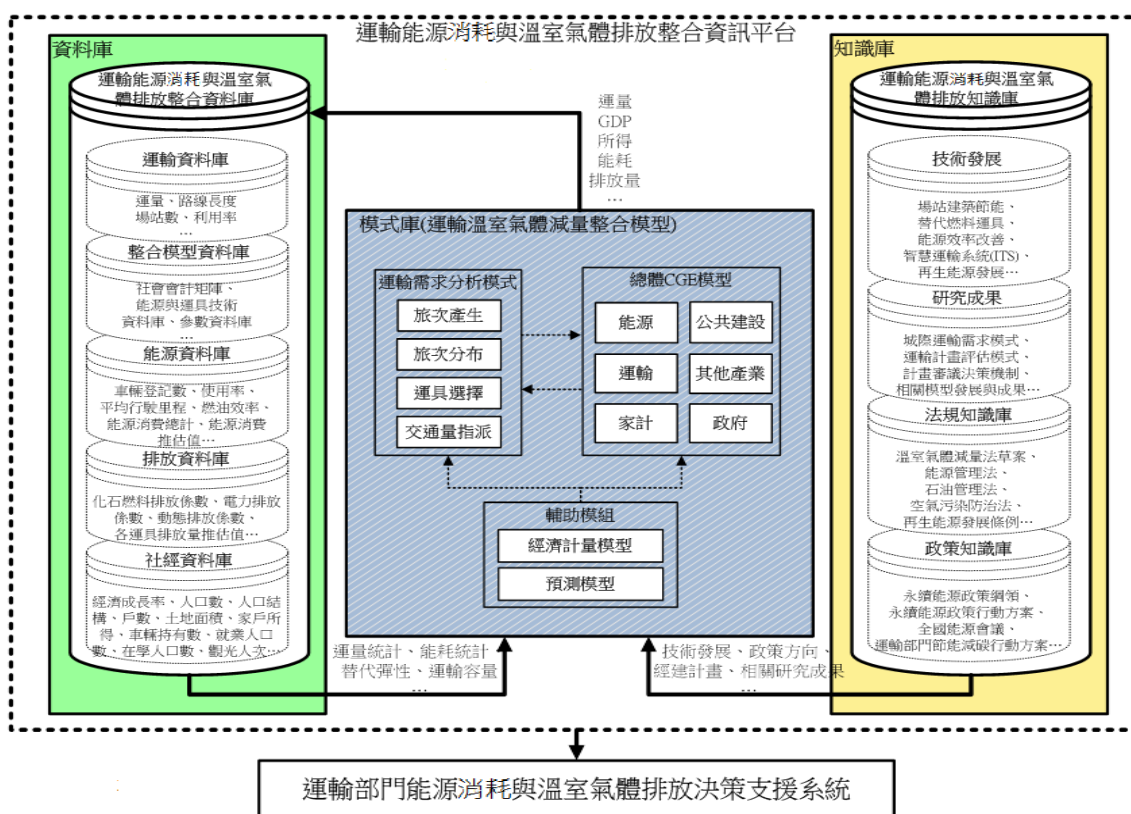 運輸能源消耗與溫室氣體排放整合資訊平台
資料庫
運輸能源消耗與溫室氣
體排放整合資料庫
運輸資料庫
運量、路線長度
場站數、利用率
…
整合模型資料庫
社會會計矩陣、
能源與運具技術
資料庫、參數資料庫
…
能源資料庫
車輛登記數、使用率、
平均行駛里程、燃油效率、
能源消費總計、能源消費
推估值…
排放資料庫
化石燃料排放係數、電力排放
係數、動態排放係數、
各運具排放量推估值…
社經資料庫
經濟成長率、人口數、人口結
構、戶數、土地面積、家戶所
得、車輛持有數、就業人口
數、在學人口數、觀光人次…
運量
GDP
所得
能耗
排放量
…
模式庫(運輸溫室氣體減量整合模型)
運輸需求分析模式
旅次產生
旅次分布
運具選擇
交通量指派
總體CGE模型
能源
公共建設
運輸
其他產業
家計
政府
輔助模組
經濟計量模型
預測模型
運量統計、能耗統計
替代彈性、運輸容量
…
技術發展、政策方向、
經建計畫、相關研究成果
…
知識庫
運輸能源消耗與溫室氣
體排放知識庫
技術發展
場站建築節能、
替代燃料運具、
能源效率改善、
智慧運輸系統(ITS)、
再生能源發展…
研究成果
城際運輸需求模式、
運輸計畫評估模式、
計畫審議決策機制、
相關模型發展與成果…
法規知識庫
溫室氣體減量法草案、
能源管理法、
石油管理法、
空氣污染防治法、
再生能源發展條例…
政策知識庫
永續能源政策綱領、
永續能源政策行動方案、
全國能源會議、
運輸部門節能減碳行動方案…
運輸部門能源消耗與溫室氣體排放決策支援系統